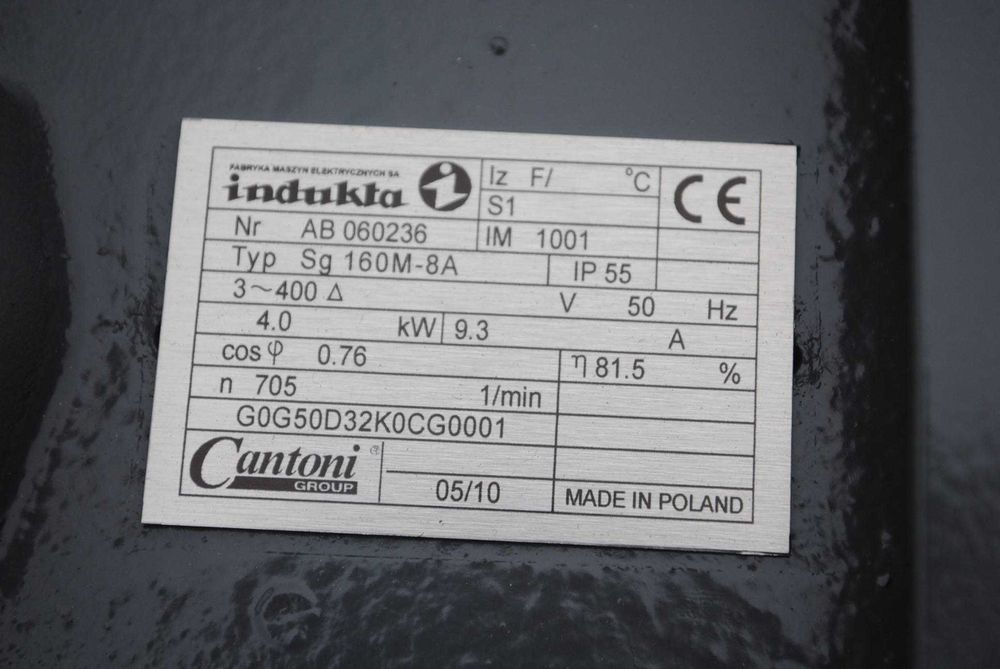 FABRYKA MASZYN ELEKTRYCZNYCH SA
indukta i
Iz F/ °C
CE
S1
Nr AB 060236
IM 1001
Typ Sg 160M-8A
IP 55
3~400 Δ V 50 Hz
4.0 kW 9.3 A
cos φ 0.76
η 81.5 %
n 705 1/min
G0G50D32K0CG0001
Cantoni ®
GROUP
05/10
MADE IN POLAND